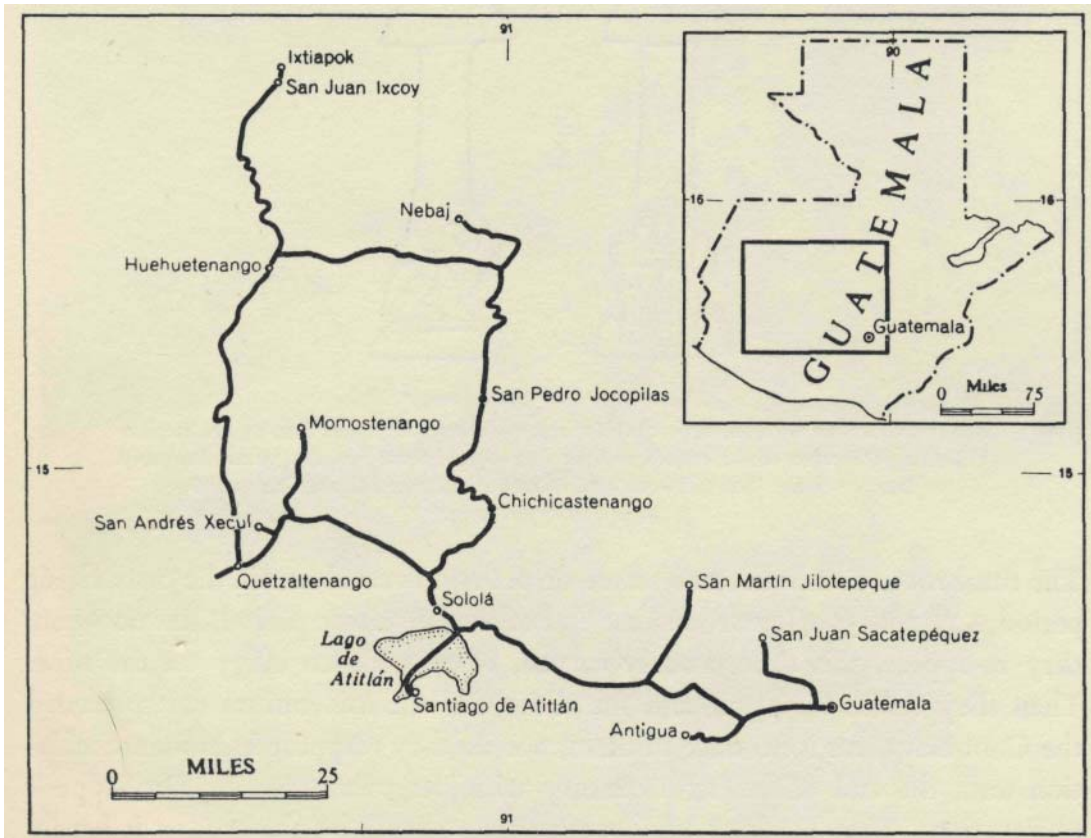 91
Ixtiapok
San Juan Ixcoy
Nebaj
Huehuetenango
San Pedro Jocopilas
Momostenango
15
15
Chichicastenango
San Andrés Xecul
Quetzaltenango
Sololá
San Martín Jilotepeque
San Juan Sacatepéquez
Lago
de
Atitlán
Santiago de Atitlán
Guatemala
Antigua
0 MILES 25
91
90
16
16
GUATEMALA
Guatemala
Miles
0 75